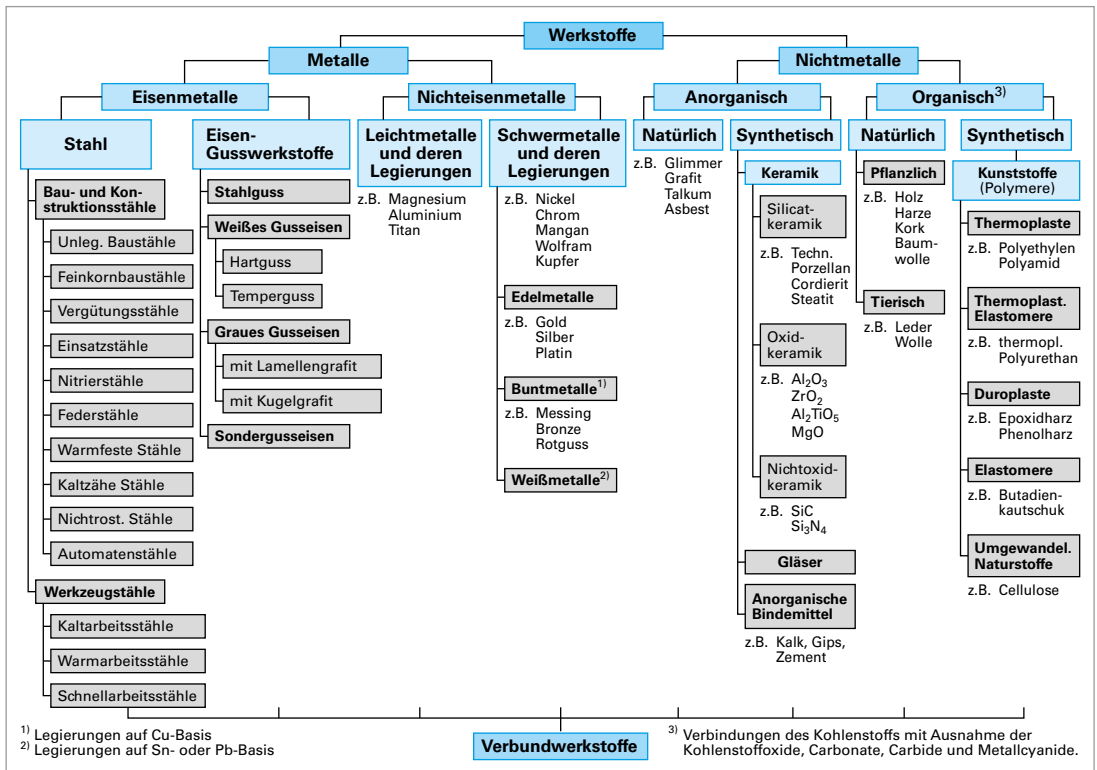 Werkstoffe
Metalle
Nichtmetalle
Eisenmetalle
Nichteisenmetalle
Anorganisch
Organisch3)
Stahl
Eisen-
Gusswerkstoffe
Leichtmetalle
und deren
Legierungen
Schwermetalle
und deren
Legierungen
Natürlich
Synthetisch
Natürlich
Synthetisch
Bau- und Kon-
struktionsstähle
Unleg. Baustähle
Feinkornbaustähle
Vergütungsstähle
Einsatzstähle
Nitrierstähle
Federstähle
Warmfeste Stähle
Kaltzähe Stähle
Nichtrost. Stähle
Automatenstähle
Werkzeugstähle
Kaltarbeitsstähle
Warmarbeitsstähle
Schnellarbeitsstähle
Stahlguss
Weißes Gusseisen
Hartguss
Temperguss
Graues Gusseisen
mit Lamellengrafit
mit Kugelgrafit
Sondergusseisen
z.B. Magnesium
Aluminium
Titan
z.B. Nickel
Chrom
Mangan
Wolfram
Kupfer
Edelmetalle
z.B. Gold
Silber
Platin
Buntmetalle1)
z.B. Messing
Bronze
Rotguss
Weißmetalle2)
z.B. Glimmer
Grafit
Talkum
Asbest
Keramik
Silicat-
keramik
z.B. Techn.
Porzellan
Cordierit
Steatit
Oxid-
keramik
z.B. Al2O3
ZrO2
Al2TiO5
MgO
Nichtoxid-
keramik
z.B. SiC
Si3N4
Gläser
Anorganische
Bindemittel
z.B. Kalk, Gips,
Zement
Pflanzlich
z.B. Holz
Harze
Kork
Baum-
wolle
Tierisch
z.B. Leder
Wolle
Kunststoffe
(Polymere)
Thermoplaste
z.B. Polyethylen
Polyamid
Thermoplast.
Elastomere
z.B. thermopl.
Polyurethan
Duroplaste
z.B. Epoxidharz
Phenolharz
Elastomere
z.B. Butadien-
kautschuk
Umgewandel.
Naturstoffe
z.B. Cellulose
Verbundwerkstoffe
1) Legierungen auf Cu-Basis
2) Legierungen auf Sn- oder Pb-Basis
3) Verbindungen des Kohlenstoffs mit Ausnahme der
Kohlenstoffoxide, Carbonate, Carbide und Metallcyanide.